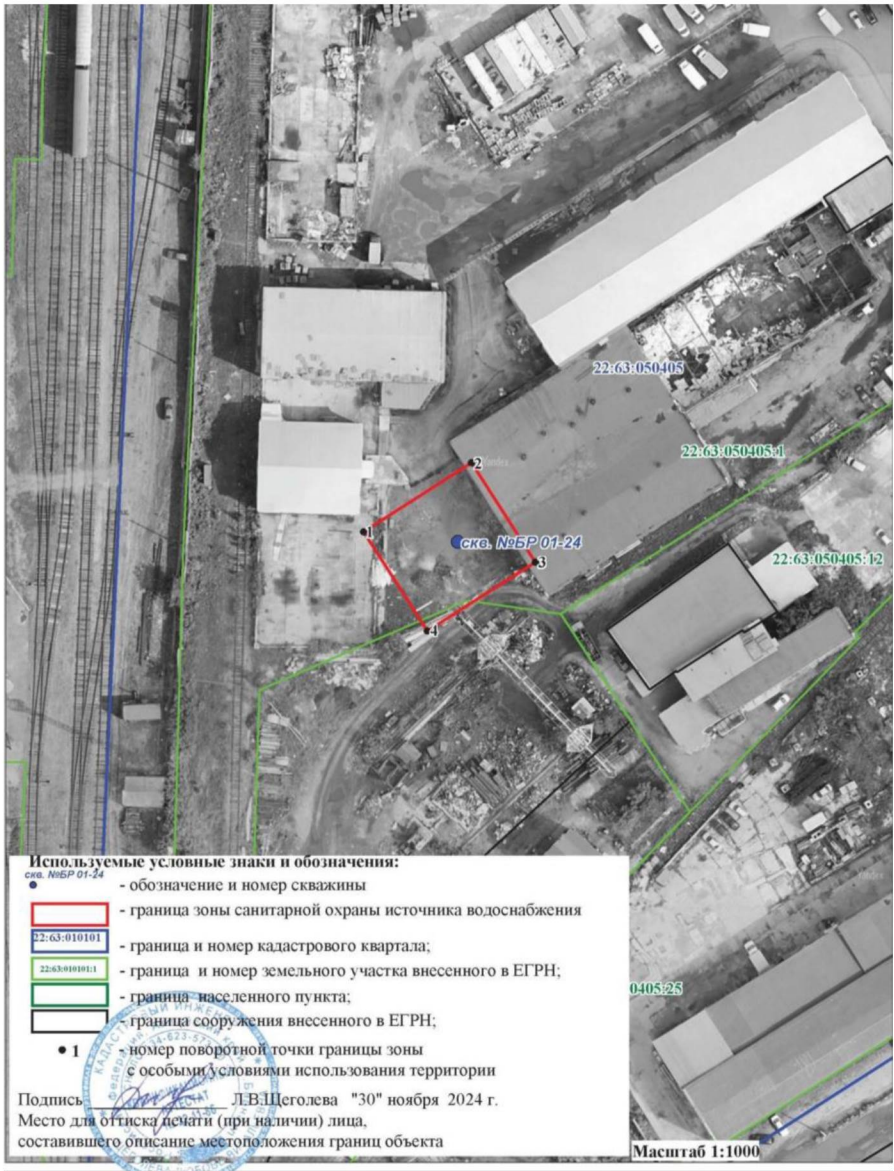 22:63:050405
22:63:050405:1
2
1
скв. №БР 01-24
3
22:63:050405:12
4
Используемые условные знаки и обозначения:
скв. №БР 01-24
- обозначение и номер скважины
- граница зоны санитарной охраны источника водоснабжения
22:63:010101
- граница и номер кадастрового квартала;
22:63:010101:1
- граница и номер земельного участка внесенного в ЕГРН;
0405:25
- граница населенного пункта;
- граница сооружения внесенного в ЕГРН;
1
- номер поворотной точки границы зоны
с особыми условиями использования территории
Подпись Л.В.Щеголева "30" ноября 2024 г.
Место для оттиска печати (при наличии) лица,
составившего описание местоположения границ объекта
Масштаб 1:1000
КАДАСТРОВЫЙ ИНЖЕНЕР